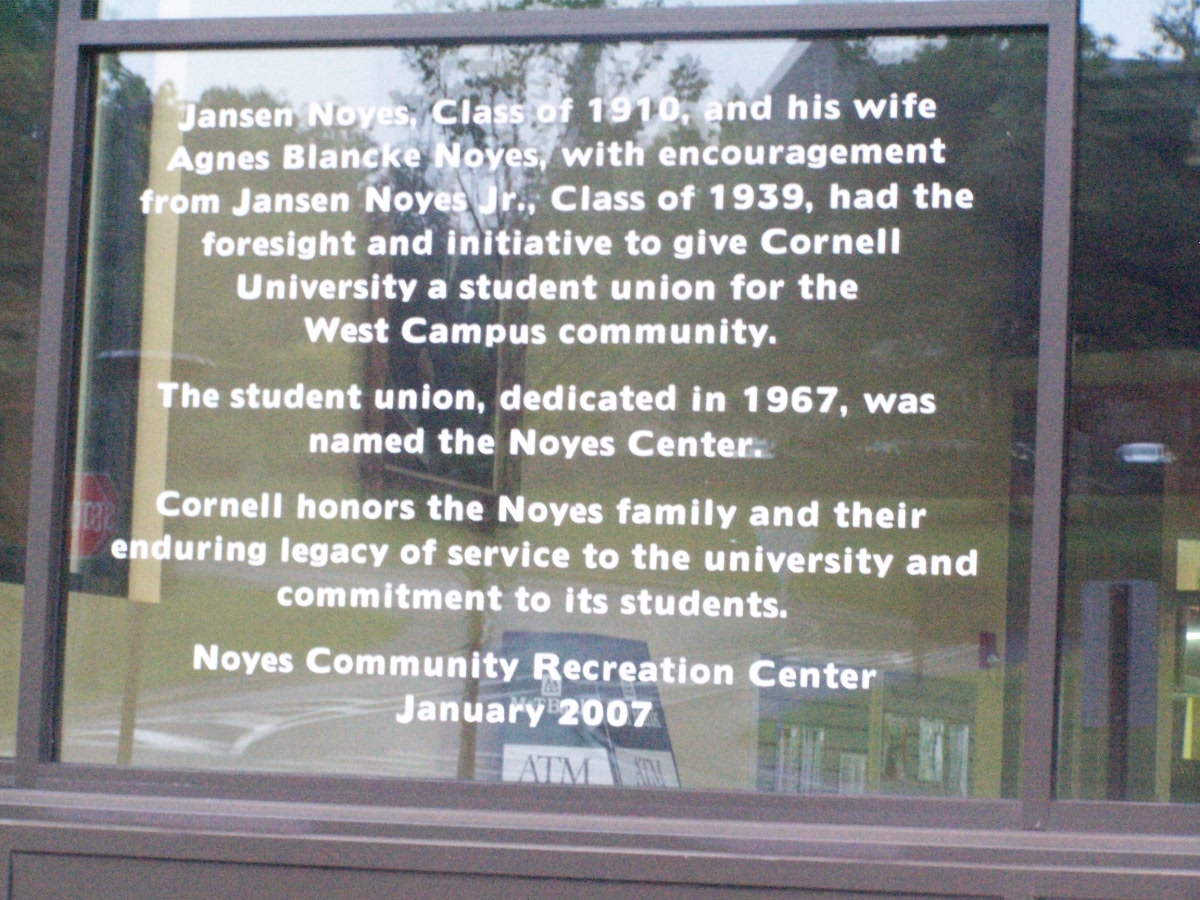 Jansen Noyes, Class of 1910, and his wife
Agnes Blancke Noyes, with encouragement
from Jansen Noyes Jr., Class of 1939, had the
foresight and initiative to give Cornell
University a student union for the
West Campus community.
The student union, dedicated in 1967, was
named the Noyes Center.
Cornell honors the Noyes family and their
enduring legacy of service to the university and
commitment to its students.
Noyes Community Recreation Center
January 2007
ATM
ATM
STOP